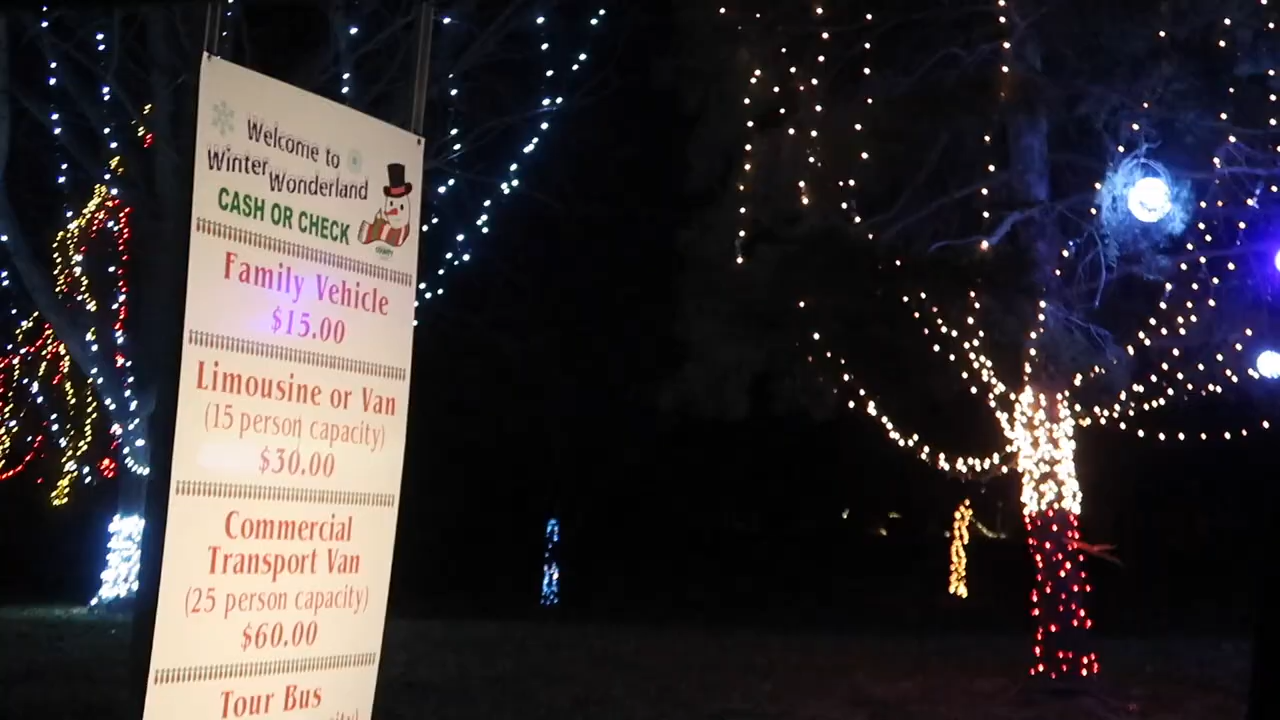 Welcome to
Winter Wonderland
CASH OR CHECK
Family Vehicle
$15.00
Limousine or Van
(15 person capacity)
$30.00
Commercial
Transport Van
(25 person capacity)
$60.00
Tour Bus